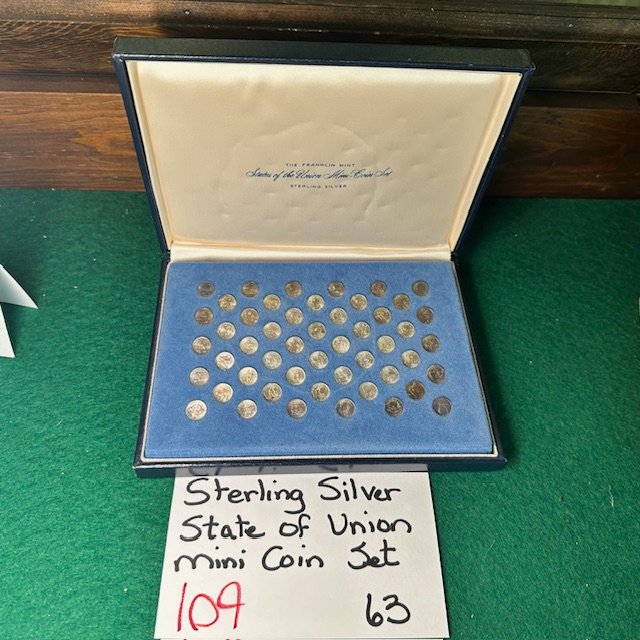 THE FRANKLIN MINT
States of the Union Mini-Coin Set
STERLING SILVER
Sterling Silver
State of Union
mini Coin Set
109 63